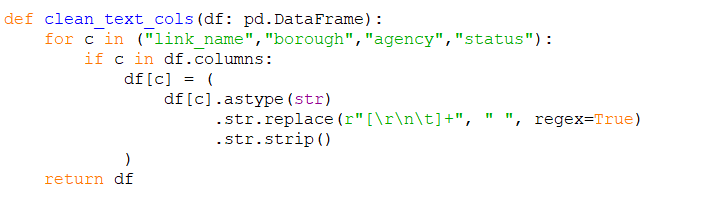 def clean_text_cols(df: pd.DataFrame):
    for c in ("link_name","borough","agency","status"):
        if c in df.columns:
            df[c] = (
                df[c].astype(str)
                     .str.replace(r"[\r\n\t]+", " ", regex=True)
                     .str.strip()
            )
    return df